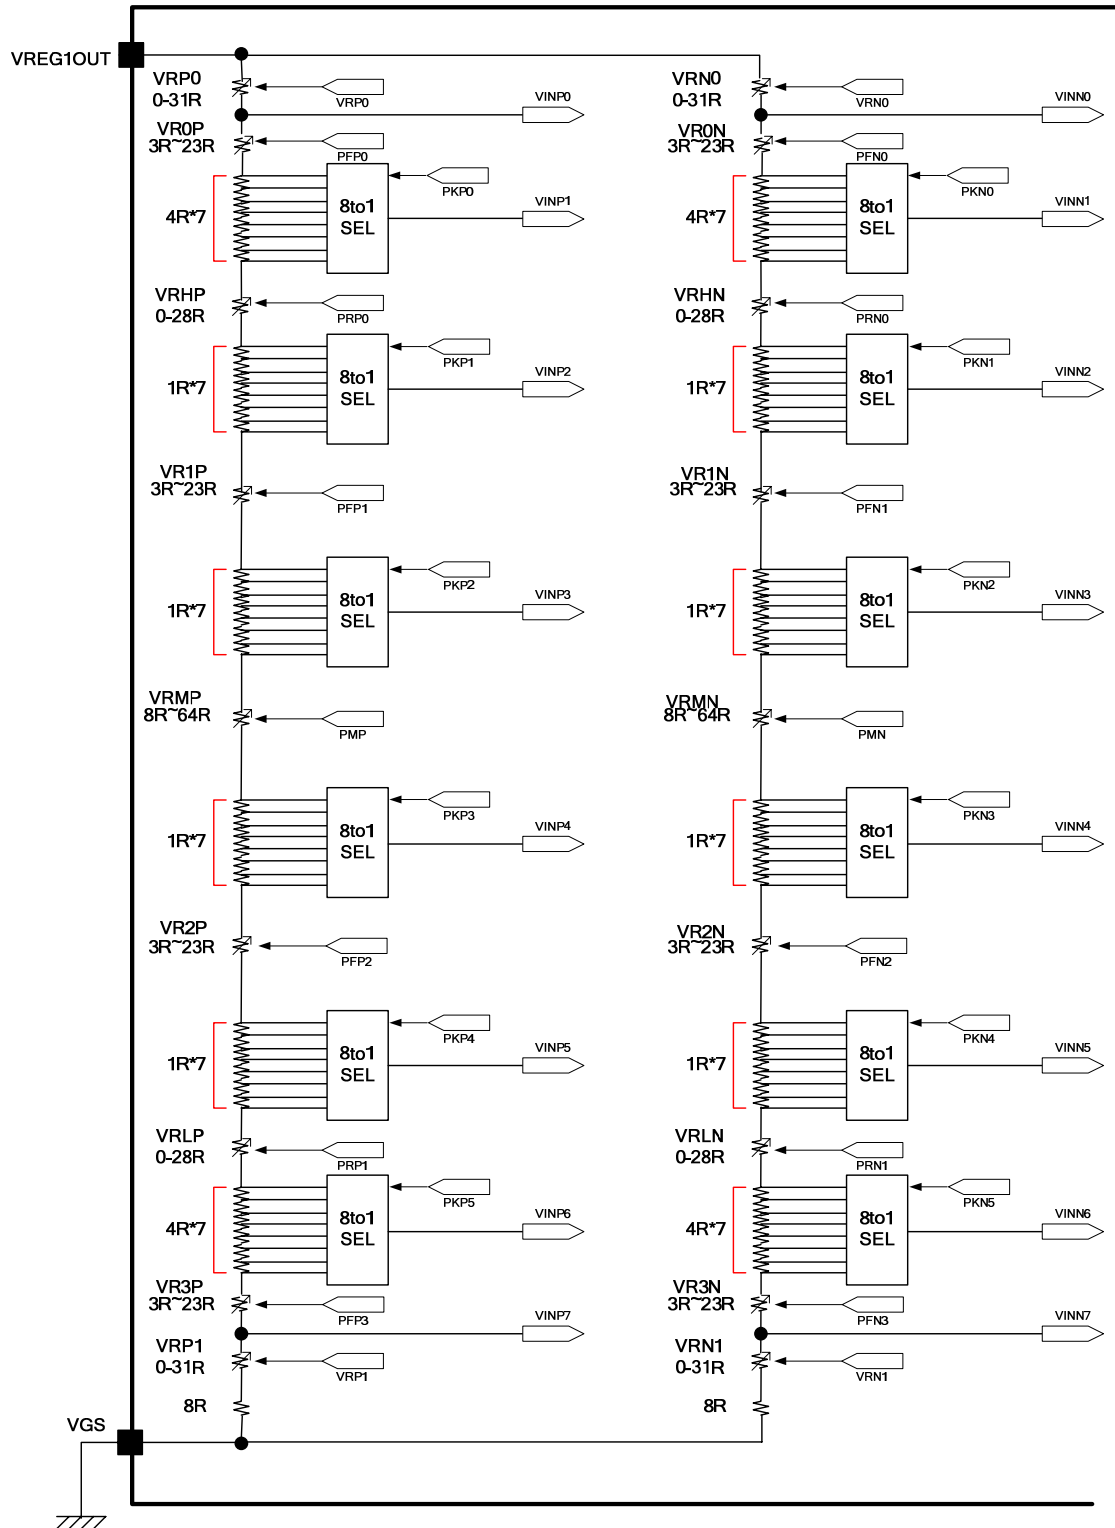 VREG1OUT
VRP0
0-31R
VRP0
VINP0
VR0P
3R~23R
PFP0
4R*7
8to1
SEL
PKP0
VINP1
VRHP
0-28R
PRP0
1R*7
8to1
SEL
PKP1
VINP2
VR1P
3R~23R
PFP1
1R*7
8to1
SEL
PKP2
VINP3
VRMP
8R~64R
PMP
1R*7
8to1
SEL
PKP3
VINP4
VR2P
3R~23R
PFP2
1R*7
8to1
SEL
PKP4
VINP5
VRLP
0-28R
PRP1
4R*7
8to1
SEL
PKP5
VINP6
VR3P
3R~23R
PFP3
VINP7
VRP1
0-31R
VRP1
8R
VGS
VRN0
0-31R
VRN0
VINN0
VR0N
3R~23R
PFN0
4R*7
8to1
SEL
PKN0
VINN1
VRHN
0-28R
PRN0
1R*7
8to1
SEL
PKN1
VINN2
VR1N
3R~23R
PFN1
1R*7
8to1
SEL
PKN2
VINN3
VRMN
8R~64R
PMN
1R*7
8to1
SEL
PKN3
VINN4
VR2N
3R~23R
PFN2
1R*7
8to1
SEL
PKN4
VINN5
VRLN
0-28R
PRN1
4R*7
8to1
SEL
PKN5
VINN6
VR3N
3R~23R
PFN3
VINN7
VRN1
0-31R
VRN1
8R